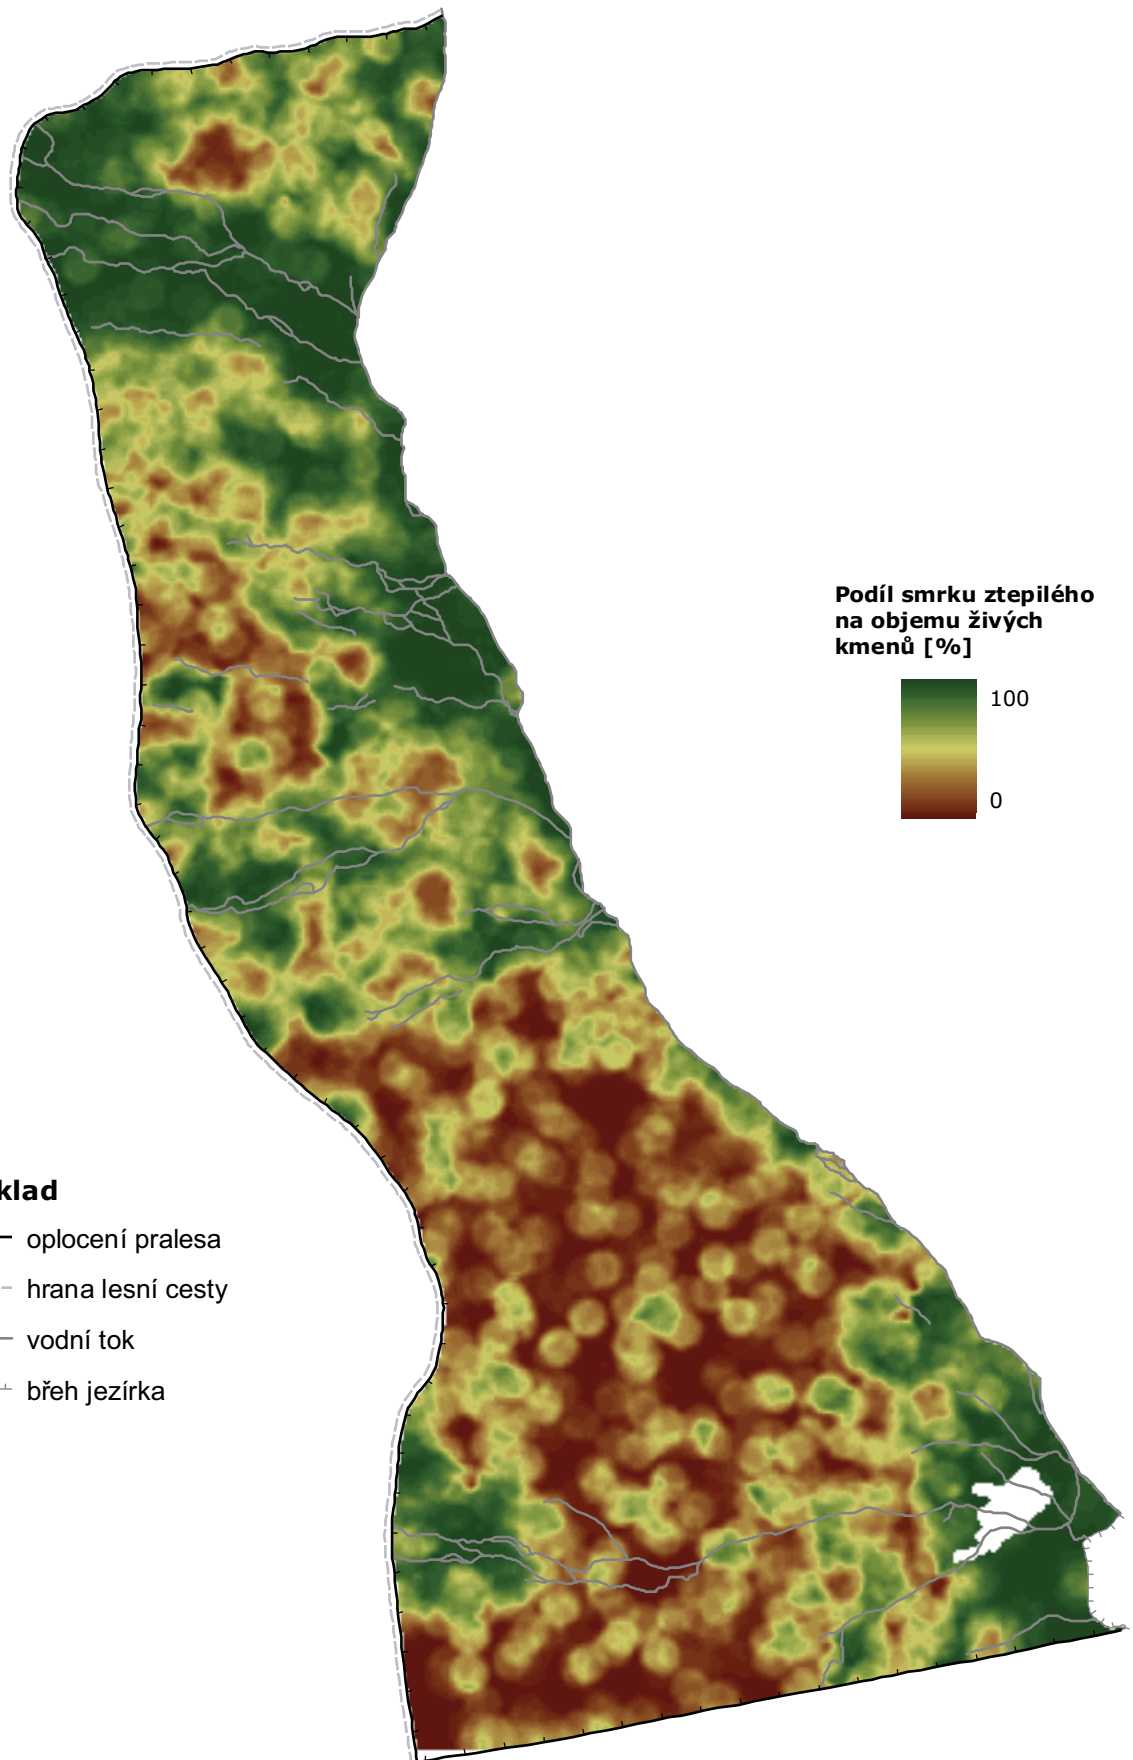 Podíl smrku ztepilého
na objemu živých
kmenů [%]
100
0
klad
oplocení pralesa
hrana lesní cesty
vodní tok
břeh jezírka